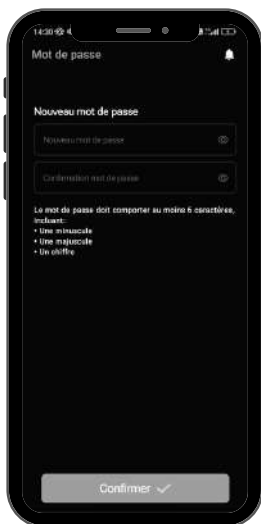 14:30
Mot de passe
Nouveau mot de passe
Nouveau mot de passe
Confirmation mot de passe
Le mot de passe doit comporter au moins 6 caractères,
incluant:
• Une minuscule
• Une majuscule
• Un chiffre
Confirmer